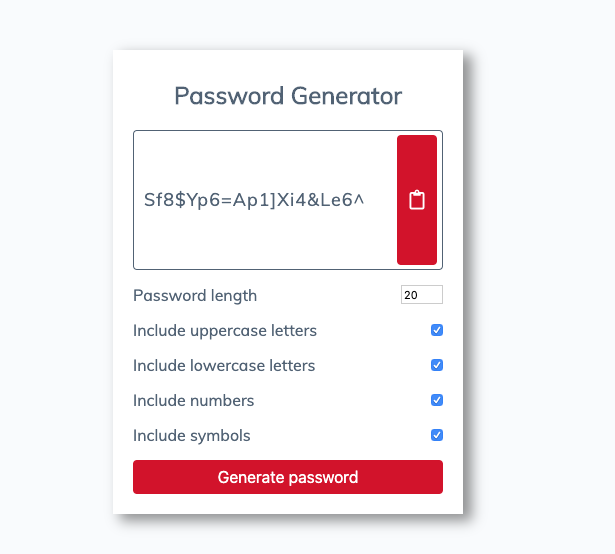 Password Generator
Sf8$Yp6=Ap1]Xi4&Le6^
Password length
20
Include uppercase letters
Include lowercase letters
Include numbers
Include symbols
Generate password